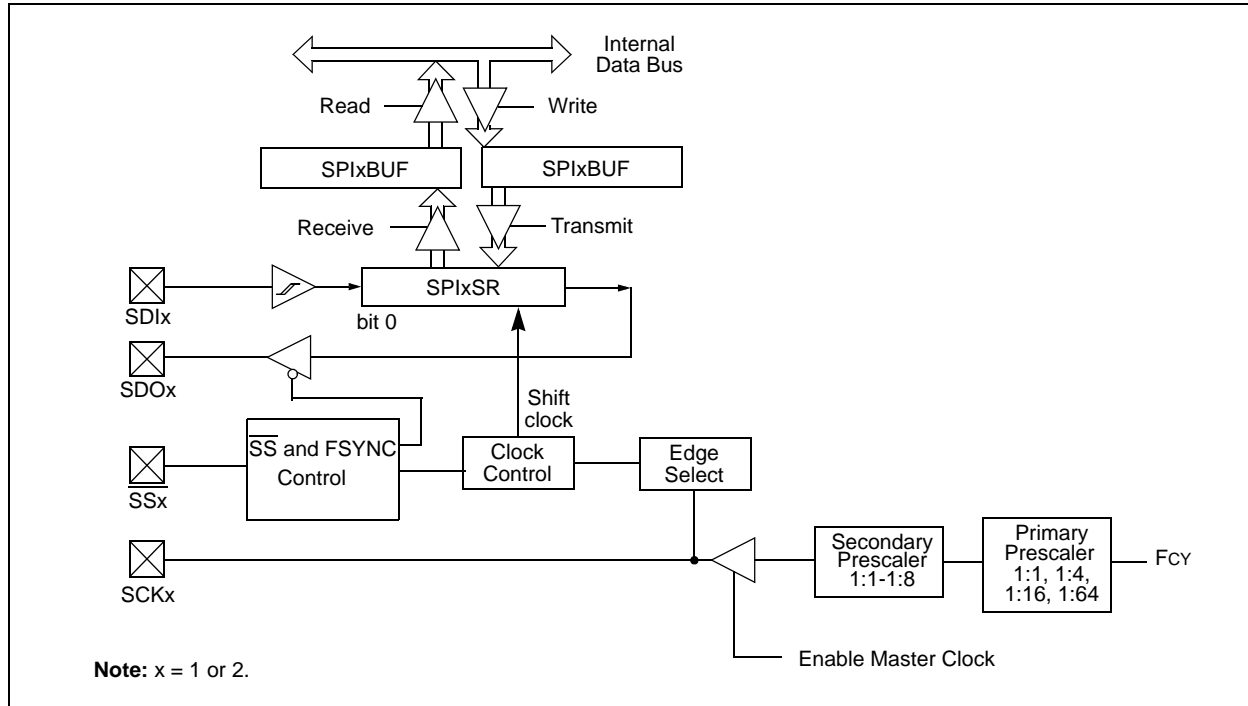 Internal
Data Bus
Read
Write
SPIxBUF
SPIxBUF
Receive
Transmit
SDIx
SPIxSR
bit 0
SDOx
Shift
clock
SS and FSYNC
Control
Clock
Control
Edge
Select
SSx
Secondary
Prescaler
1:1-1:8
Primary
Prescaler
1:1, 1:4,
1:16, 1:64
FCY
SCKx
Enable Master Clock
Note: x = 1 or 2.